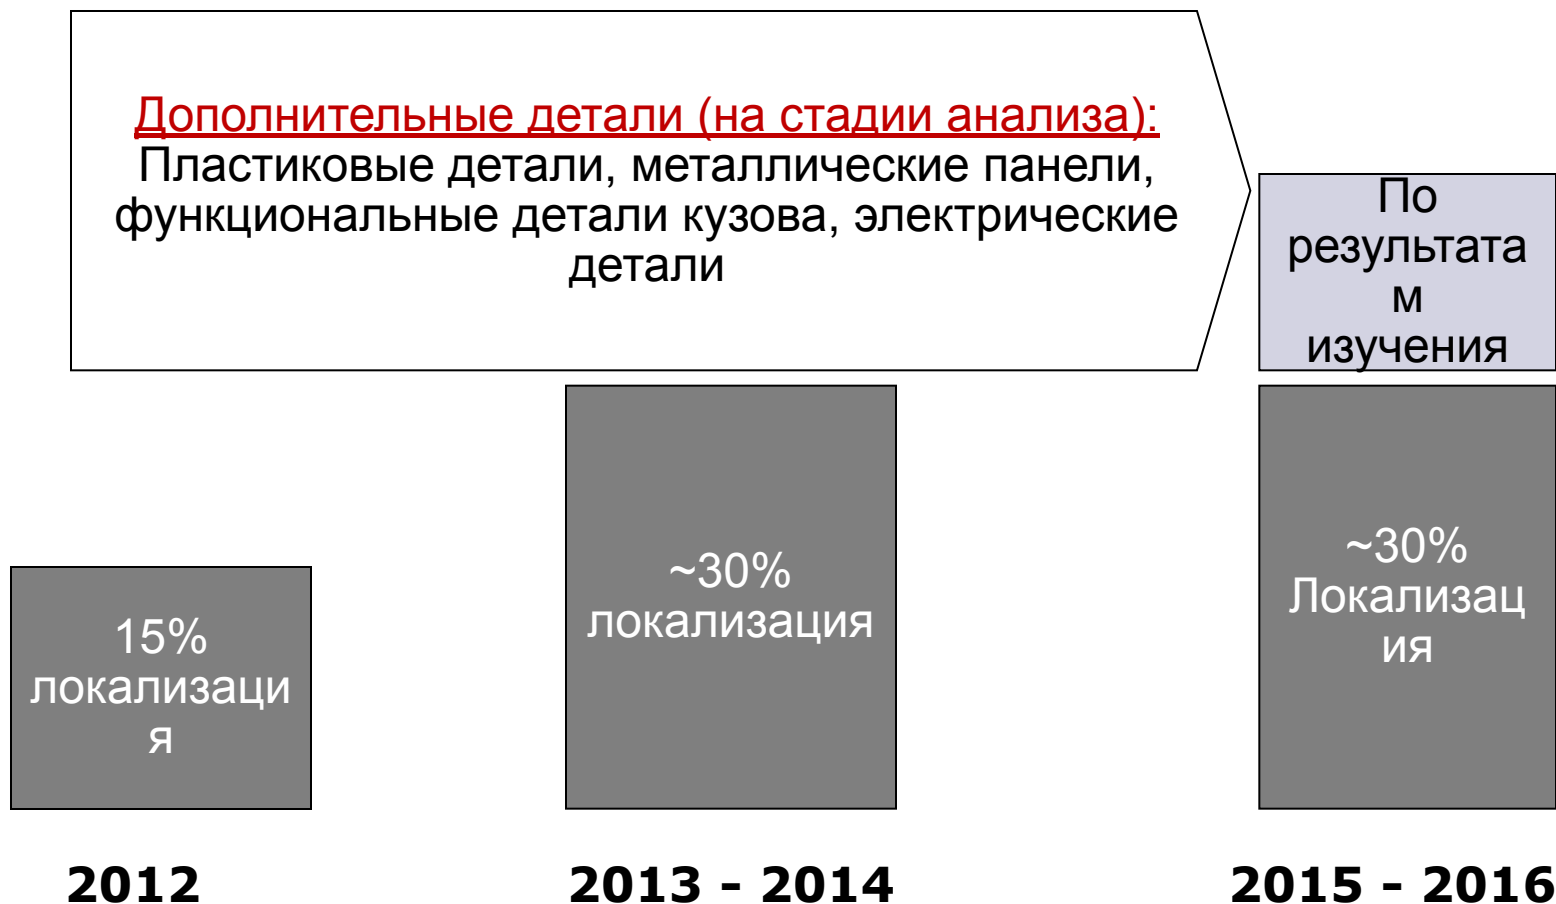 Дополнительные детали (на стадии анализа):
Пластиковые детали, металлические панели,
функциональные детали кузова, электрические
детали
По
результата
м
изучения
15%
локализаци
я
~30%
локализация
~30%
Локализац
ия
2012
2013 - 2014
2015 - 2016